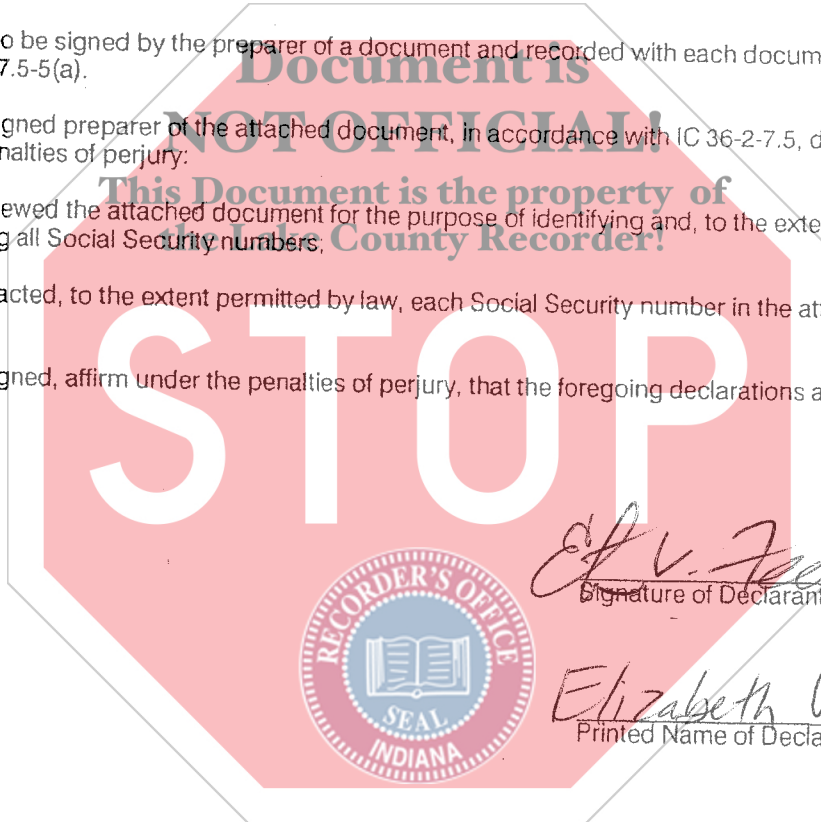 o be signed by the preparer of a document and recorded with each docum
7.5-5(a).
Document is
NOT OFFICIAL!
gned preparer of the attached document, in accordance with IC 36-2-7.5, d
nalties of perjury:
This Document is the property of
the Lake County Recorder!
ewed the attached document for the purpose of identifying and, to the exte
g all Social Security numbers;
acted, to the extent permitted by law, each Social Security number in the at
gned, affirm under the penalties of perjury, that the foregoing declarations a
STOP
RECORDER'S OFFICE
SEAL
INDIANA
V.
Signature of Declarant
Elizabeth
Printed Name of Decla